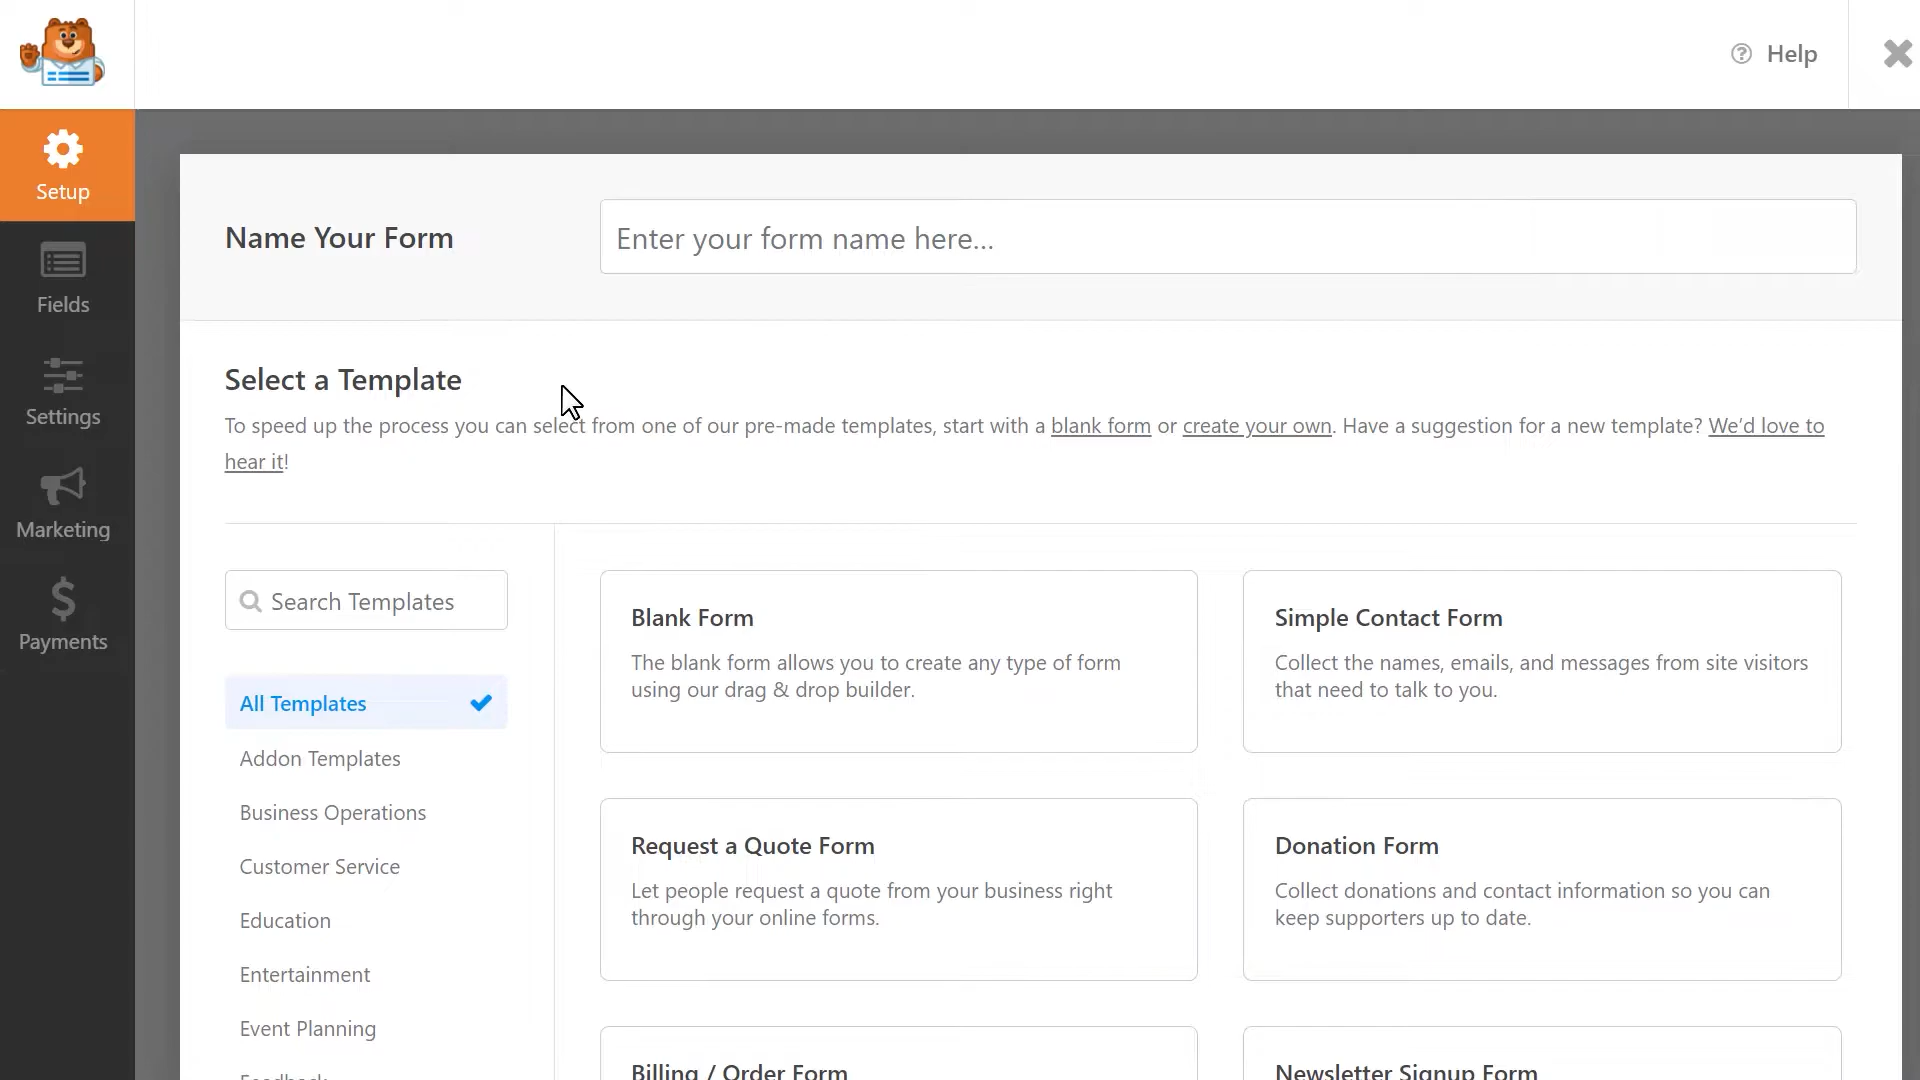 Help
Setup
Fields
Settings
Marketing
Payments
Name Your Form
Enter your form name here…
Select a Template
To speed up the process you can select from one of our pre-made templates, start with a blank form or create your own. Have a suggestion for a new template? We’d love to
hear it!
Search Templates
All Templates
Addon Templates
Business Operations
Customer Service
Education
Entertainment
Event Planning
Feedback
Blank Form
The blank form allows you to create any type of form
using our drag & drop builder.
Simple Contact Form
Collect the names, emails, and messages from site visitors
that need to talk to you.
Request a Quote Form
Let people request a quote from your business right
through your online forms.
Donation Form
Collect donations and contact information so you can
keep supporters up to date.
Billing / Order Form
Newsletter Signup Form